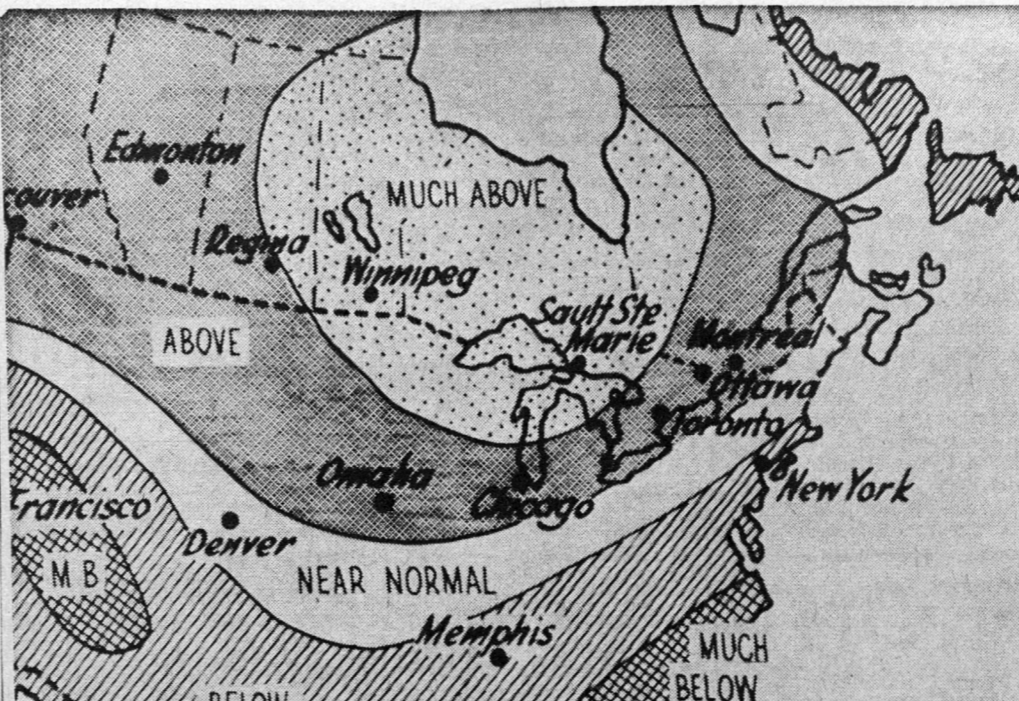 Edmonton
couver
MUCH ABOVE
Regina
Winnipeg
Sault Ste
Marie
Montreal
ABOVE
Ottawa
Toronto
Omaha
Chicago
New York
Francisco
Denver
M B
NEAR NORMAL
Memphis
MUCH
BELOW
BELOW